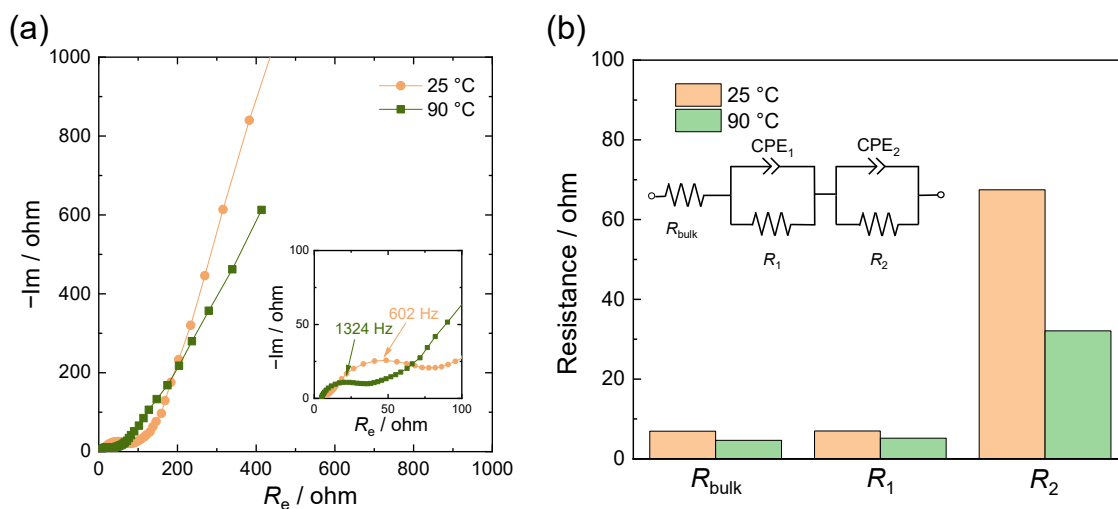 (a)
1000
800
600
400
200
0
0 200 400 600 800 1000
−Im / ohm
Re / ohm
25 °C
90 °C
100
50
0
0 50 100
−Im / ohm
Re / ohm
602 Hz
1324 Hz
(b)
100
80
60
40
20
0
Resistance / ohm
25 °C
90 °C
CPE1 CPE2
Rbulk
R1 R2
Rbulk R1 R2